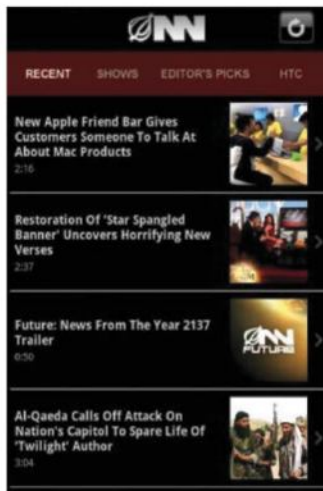 ONN
RECENT SHOWS EDITOR'S PICKS HTC
New Apple Friend Bar Gives
Customers Someone To Talk At
About Mac Products
2:16
Restoration Of 'Star Spangled
Banner' Uncovers Horrifying New
Verses
2:37
Future: News From The Year 2137
Trailer
0:50
ONN
FUTURE
Al-Qaeda Calls Off Attack On
Nation's Capitol To Spare Life Of
'Twilight' Author
3:04